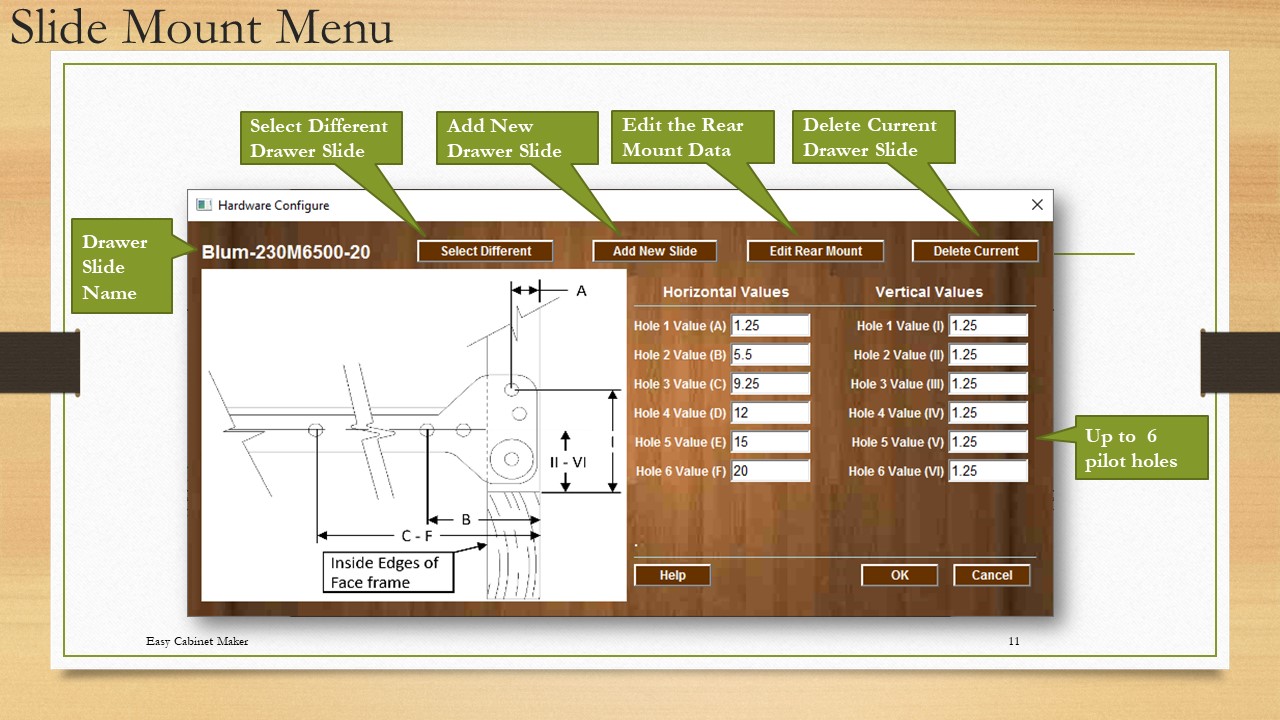 Slide Mount Menu
Select Different
Drawer Slide
Add New
Drawer Slide
Edit the Rear
Mount Data
Delete Current
Drawer Slide
Drawer
Slide
Name
Hardware Configure
Blum-230M6500-20
Select Different
Add New Slide
Edit Rear Mount
Delete Current
A
I
II - VI
B
C - F
Inside Edges of
Face frame
Horizontal Values
Vertical Values
Hole 1 Value (A) 1.25
Hole 1 Value (I) 1.25
Hole 2 Value (B) 5.5
Hole 2 Value (II) 1.25
Hole 3 Value (C) 9.25
Hole 3 Value (III) 1.25
Hole 4 Value (D) 12
Hole 4 Value (IV) 1.25
Hole 5 Value (E) 15
Hole 5 Value (V) 1.25
Hole 6 Value (F) 20
Hole 6 Value (VI) 1.25
.
Up to 6
pilot holes
Help
OK
Cancel
Easy Cabinet Maker
11